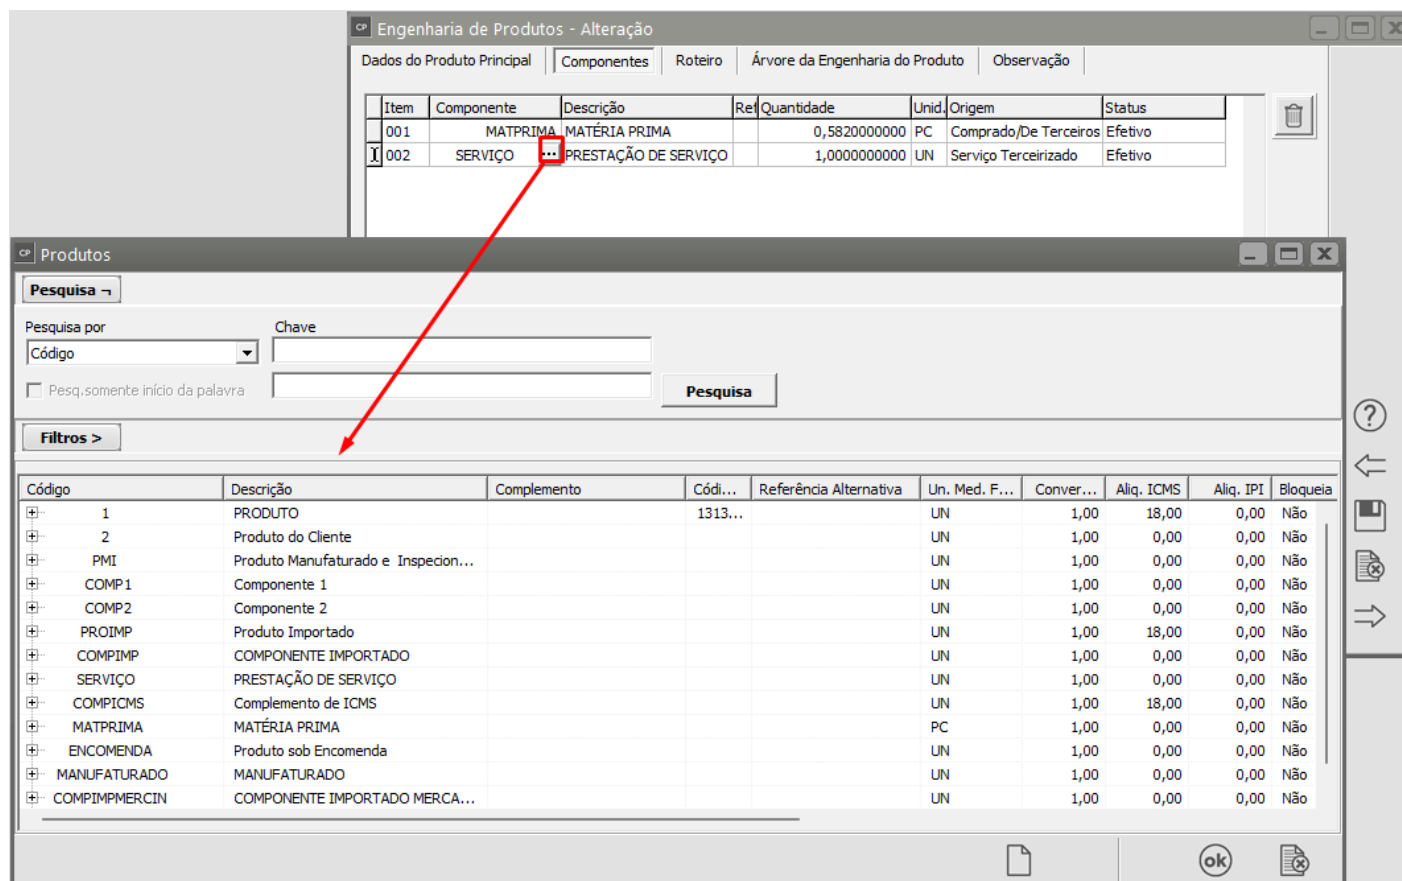 CP Engenharia de Produtos - Alteração
Dados do Produto Principal Componentes Roteiro Árvore da Engenharia do Produto Observação
Item Componente Descrição Ref Quantidade Unid. Origem Status
001 MATPRIMA MATÉRIA PRIMA 0,5820000000 PC Comprado/De Terceiros Efetivo
002 SERVIÇO ... PRESTAÇÃO DE SERVIÇO 1,0000000000 UN Serviço Terceirizado Efetivo
CP Produtos
Pesquisa ¬
Pesquisa por Chave
Código
Pesq.somente início da palavra Pesquisa
Filtros >
Código Descrição Complemento Códi... Referência Alternativa Un. Med. F... Conver... Aliq. ICMS Aliq. IPI Bloqueia
1 PRODUTO 1313... UN 1,00 18,00 0,00 Não
2 Produto do Cliente UN 1,00 0,00 0,00 Não
PMI Produto Manufaturado e Inspecion... UN 1,00 0,00 0,00 Não
COMP1 Componente 1 UN 1,00 0,00 0,00 Não
COMP2 Componente 2 UN 1,00 0,00 0,00 Não
PROIMP Produto Importado UN 1,00 18,00 0,00 Não
COMPIMP COMPONENTE IMPORTADO UN 1,00 0,00 0,00 Não
SERVIÇO PRESTAÇÃO DE SERVIÇO UN 1,00 0,00 0,00 Não
COMPICMS Complemento de ICMS UN 1,00 18,00 0,00 Não
MATPRIMA MATÉRIA PRIMA PC 1,00 0,00 0,00 Não
ENCOMENDA Produto sob Encomenda UN 1,00 0,00 0,00 Não
MANUFATURADO MANUFATURADO UN 1,00 0,00 0,00 Não
COMPIMPMERCIN COMPONENTE IMPORTADO MERCA... UN 1,00 0,00 0,00 Não
ok